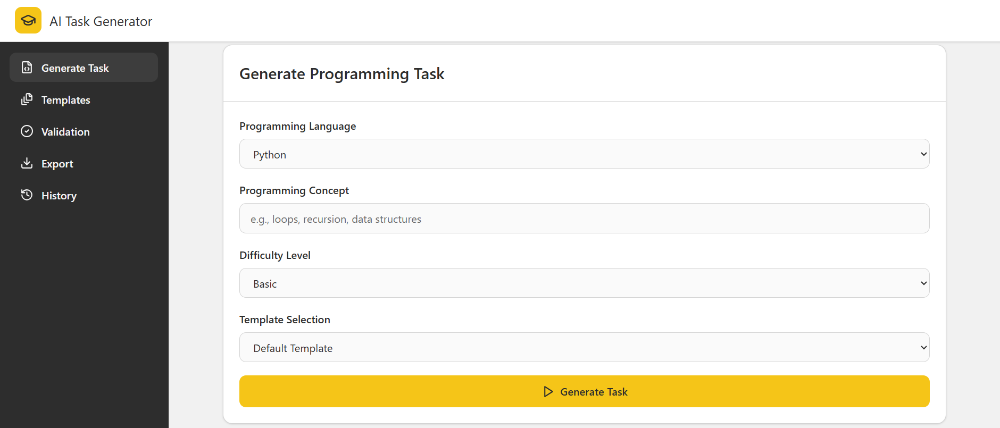 AI Task Generator
Generate Task
Templates
Validation
Export
History
Generate Programming Task
Programming Language
Python
Programming Concept
e.g., loops, recursion, data structures
Difficulty Level
Basic
Template Selection
Default Template
Generate Task